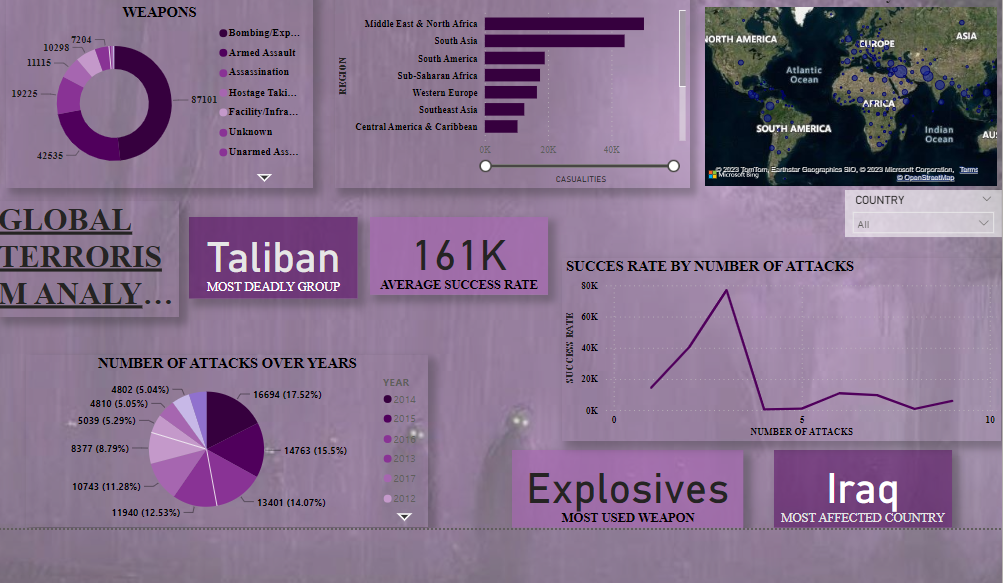 WEAPONS
7204
10298
11115
19225
42535
87101
Bombing/Exp...
Armed Assault
Assassination
Hostage Taki...
Facility/Infra...
Unknown
Unarmed Ass...
REGION
Middle East & North Africa
South Asia
South America
Sub-Saharan Africa
Western Europe
Southeast Asia
Central America & Caribbean
0K 20K 40K
CASUALITIES
NORTH AMERICA
EUROPE
ASIA
Atlantic
Ocean
AFRICA
SOUTH AMERICA
Indian
Ocean
AUS
© 2023 TomTom, Earthstar Geographics SIO, © 2023 Microsoft Corporation, Terms
Microsoft Bing
© OpenStreetMap
COUNTRY
All
GLOBAL
TERRORIS
M ANALY...
Taliban
MOST DEADLY GROUP
161K
AVERAGE SUCCESS RATE
SUCCES RATE BY NUMBER OF ATTACKS
SUCCESS RATE
80K
60K
40K
20K
0K
0 5 10
NUMBER OF ATTACKS
NUMBER OF ATTACKS OVER YEARS
4802 (5.04%)
4810 (5.05%)
5039 (5.29%)
8377 (8.79%)
10743 (11.28%)
11940 (12.53%)
16694 (17.52%)
14763 (15.5%)
13401 (14.07%)
YEAR
2014
2015
2016
2013
2017
2012
Explosives
MOST USED WEAPON
Iraq
MOST AFFECTED COUNTRY